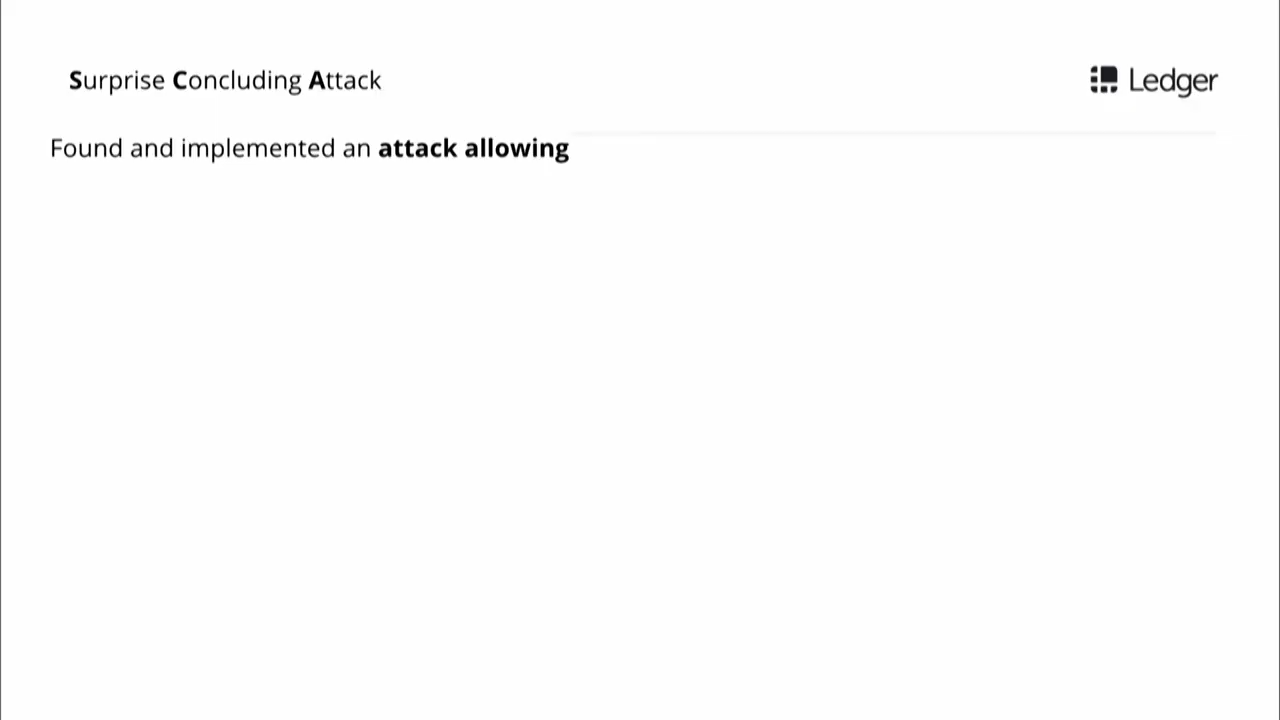 Surprise Concluding Attack
Ledger
Found and implemented an attack allowing